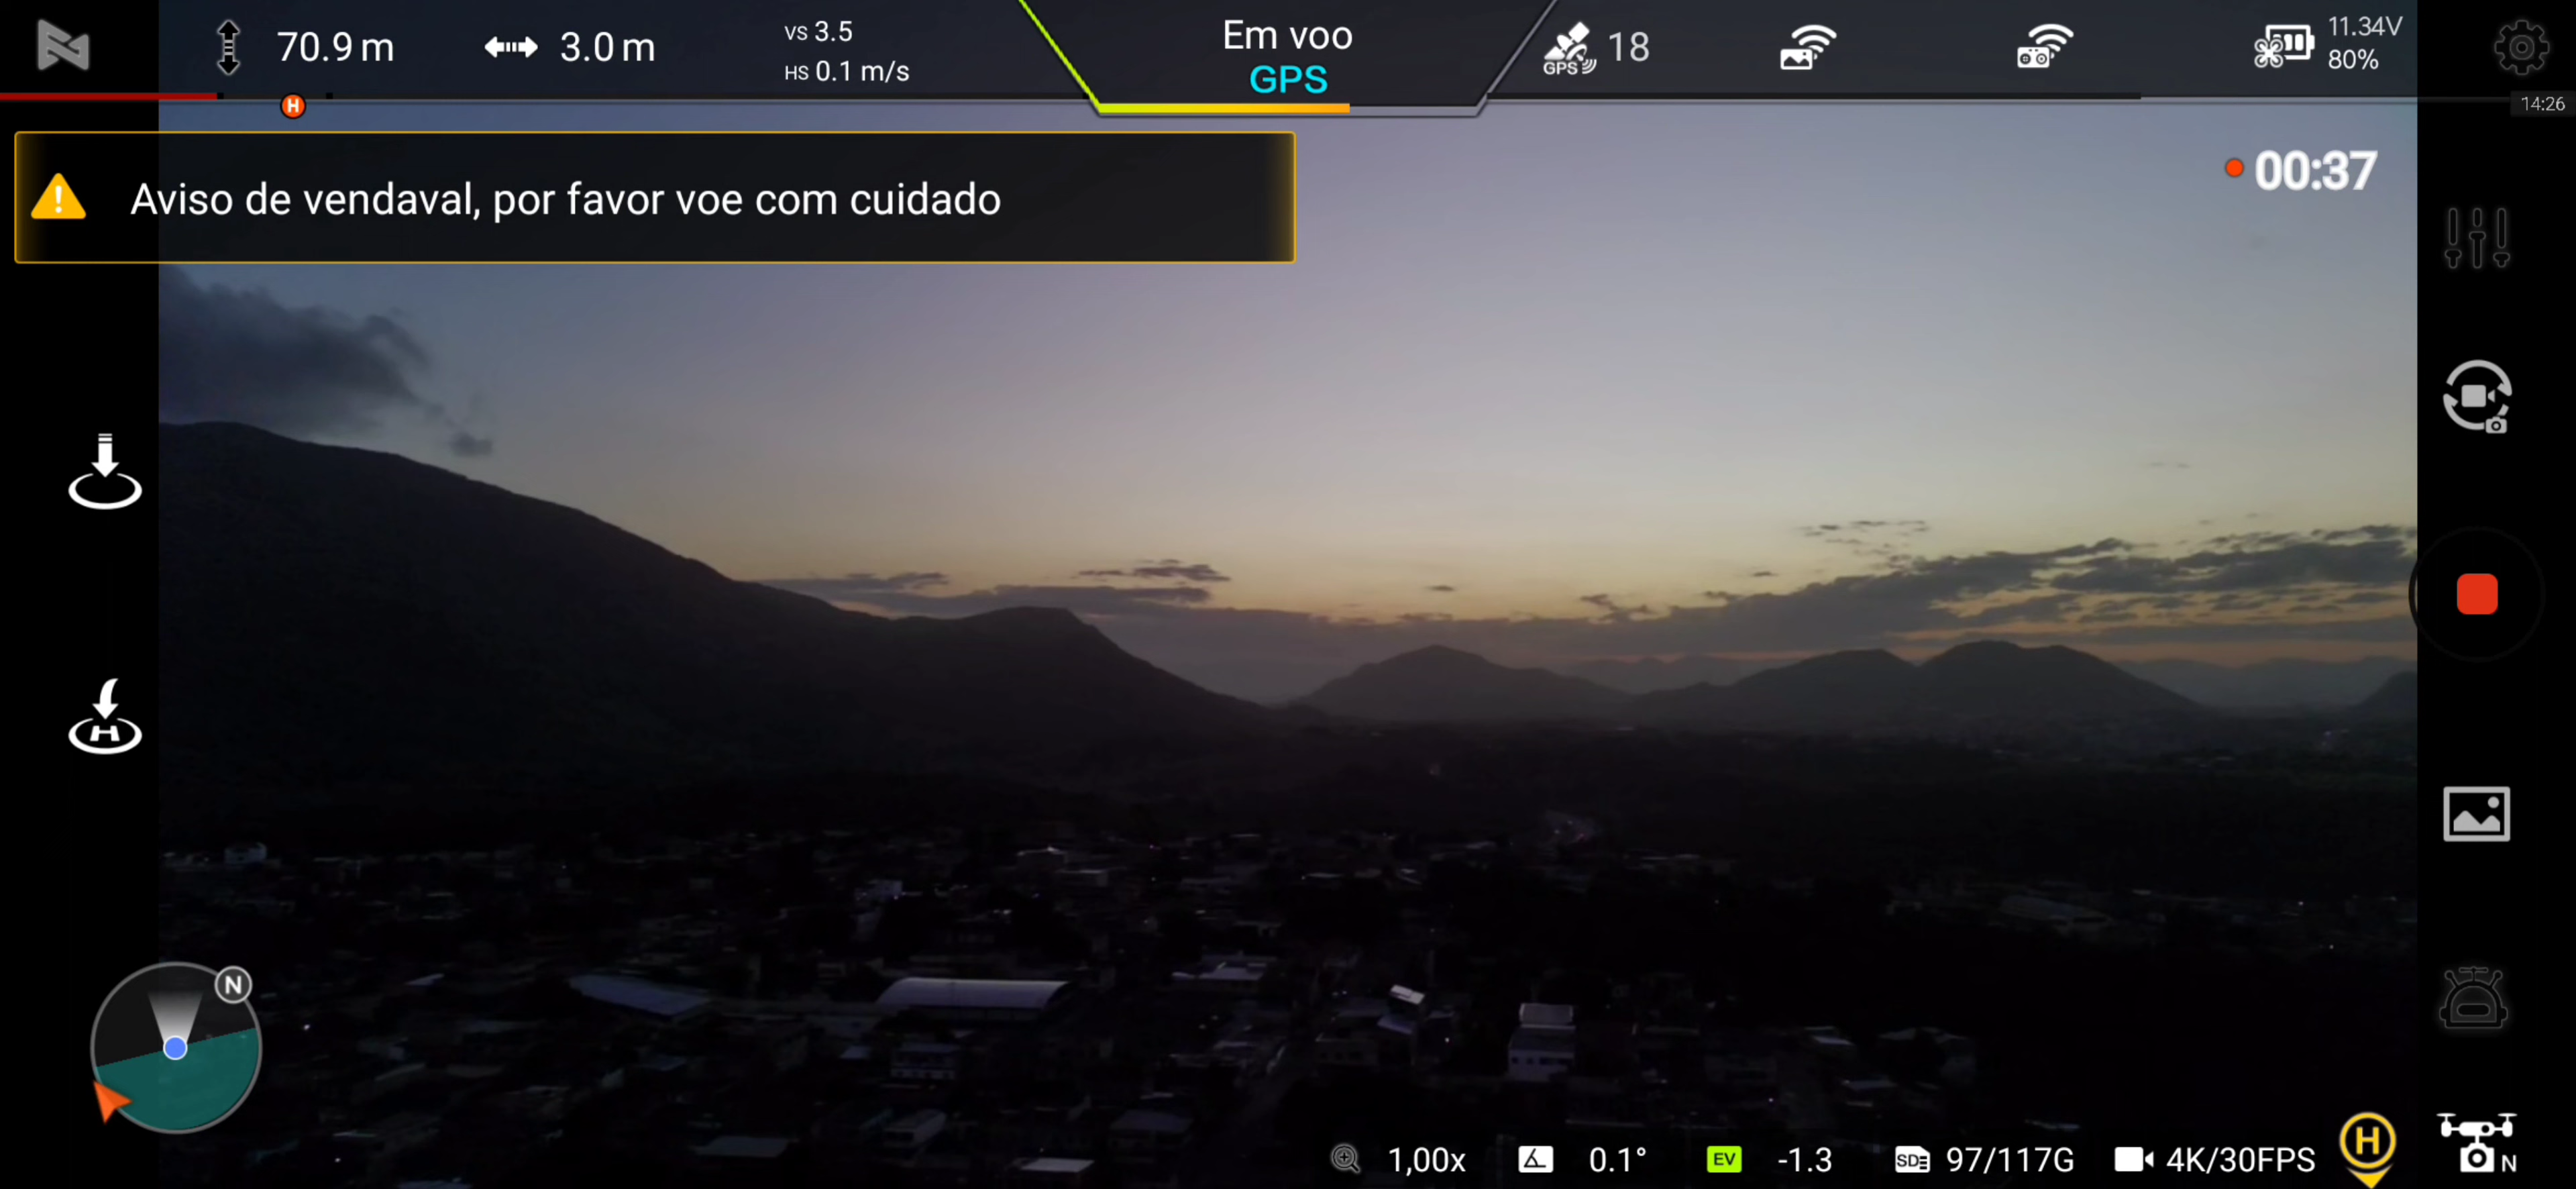 70.9 m
3.0 m
VS 3.5
HS 0.1 m/s
Em voo
GPS
GPS 18
11.34V
80%
H
14:26
Aviso de vendaval, por favor voe com cuidado
00:37
H
N
1,00x
0.1°
EV -1.3
SD 97/117G
4K/30FPS
H
N